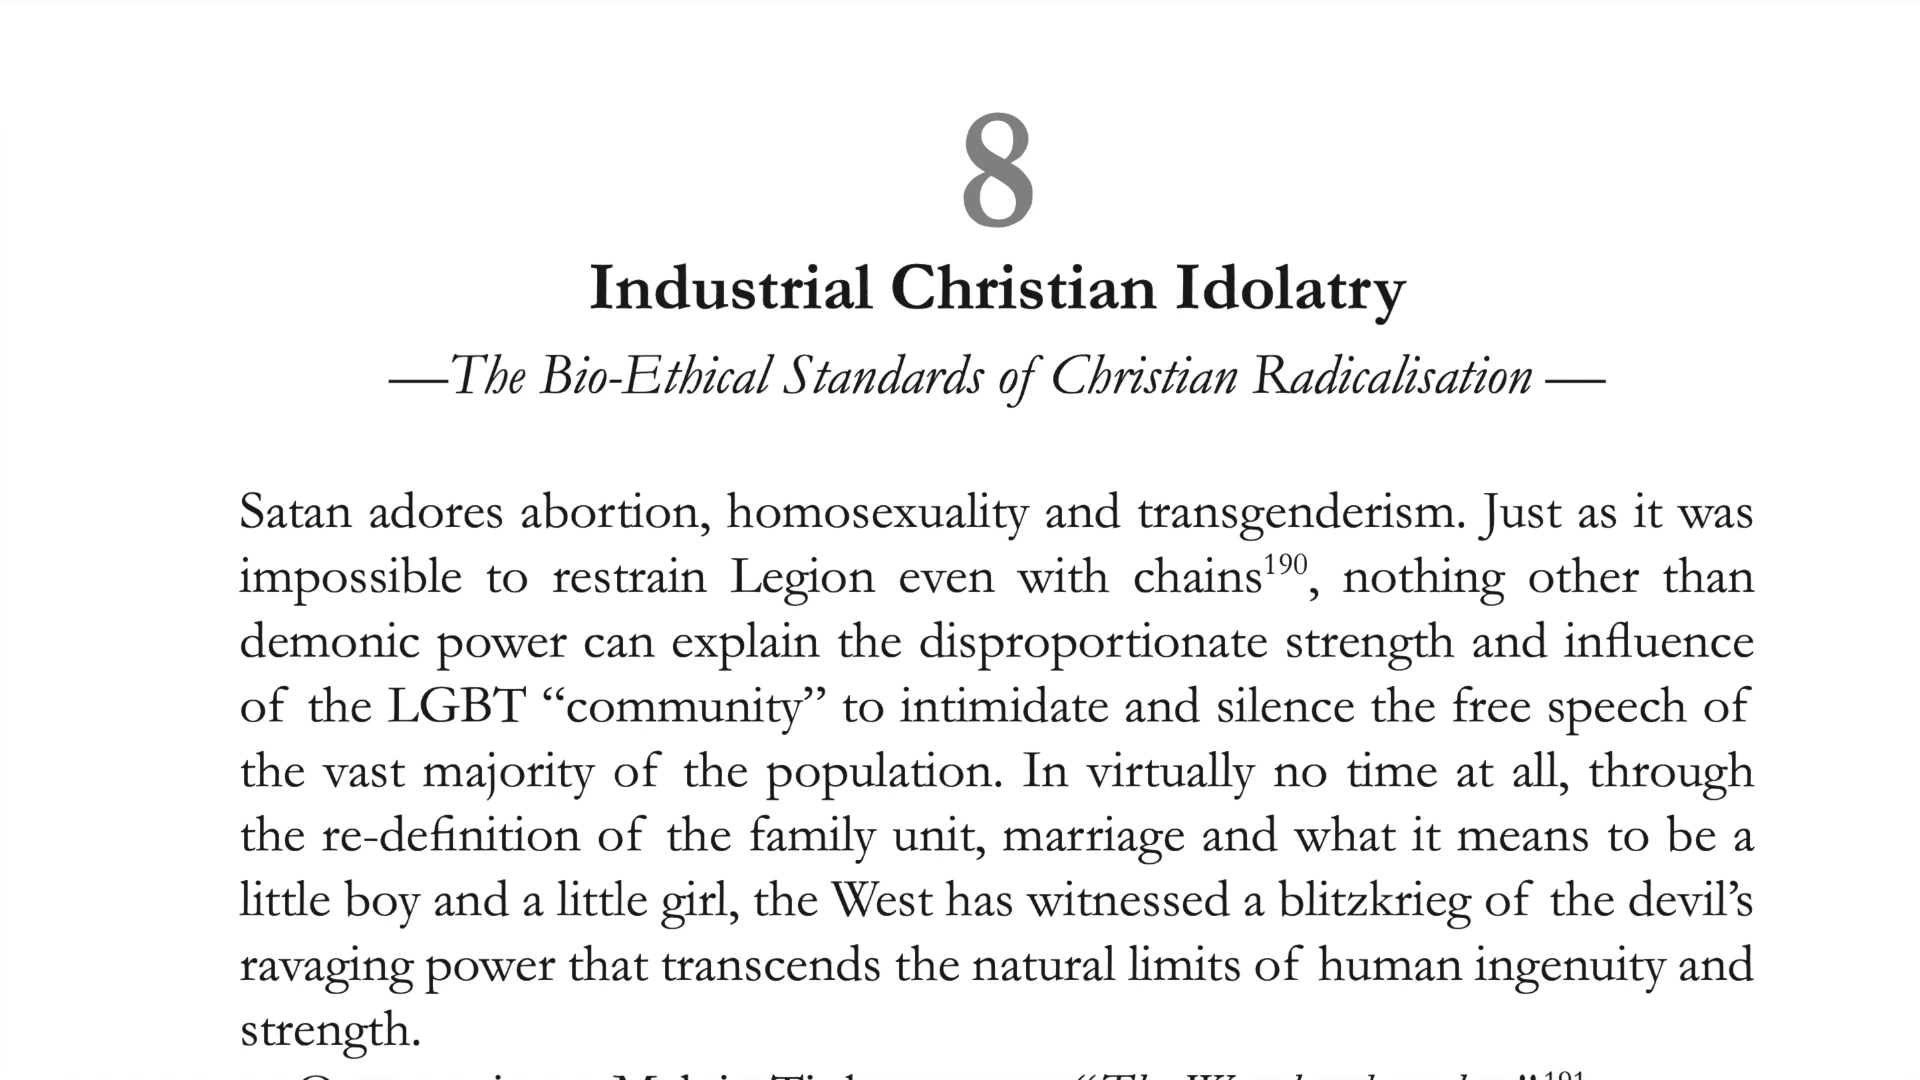 8
Industrial Christian Idolatry
—The Bio-Ethical Standards of Christian Radicalisation —
Satan adores abortion, homosexuality and transgenderism. Just as it was
impossible to restrain Legion even with chains190, nothing other than
demonic power can explain the disproportionate strength and influence
of the LGBT “community” to intimidate and silence the free speech of
the vast majority of the population. In virtually no time at all, through
the re-definition of the family unit, marriage and what it means to be a
little boy and a little girl, the West has witnessed a blitzkrieg of the devil’s
ravaging power that transcends the natural limits of human ingenuity and
strength.